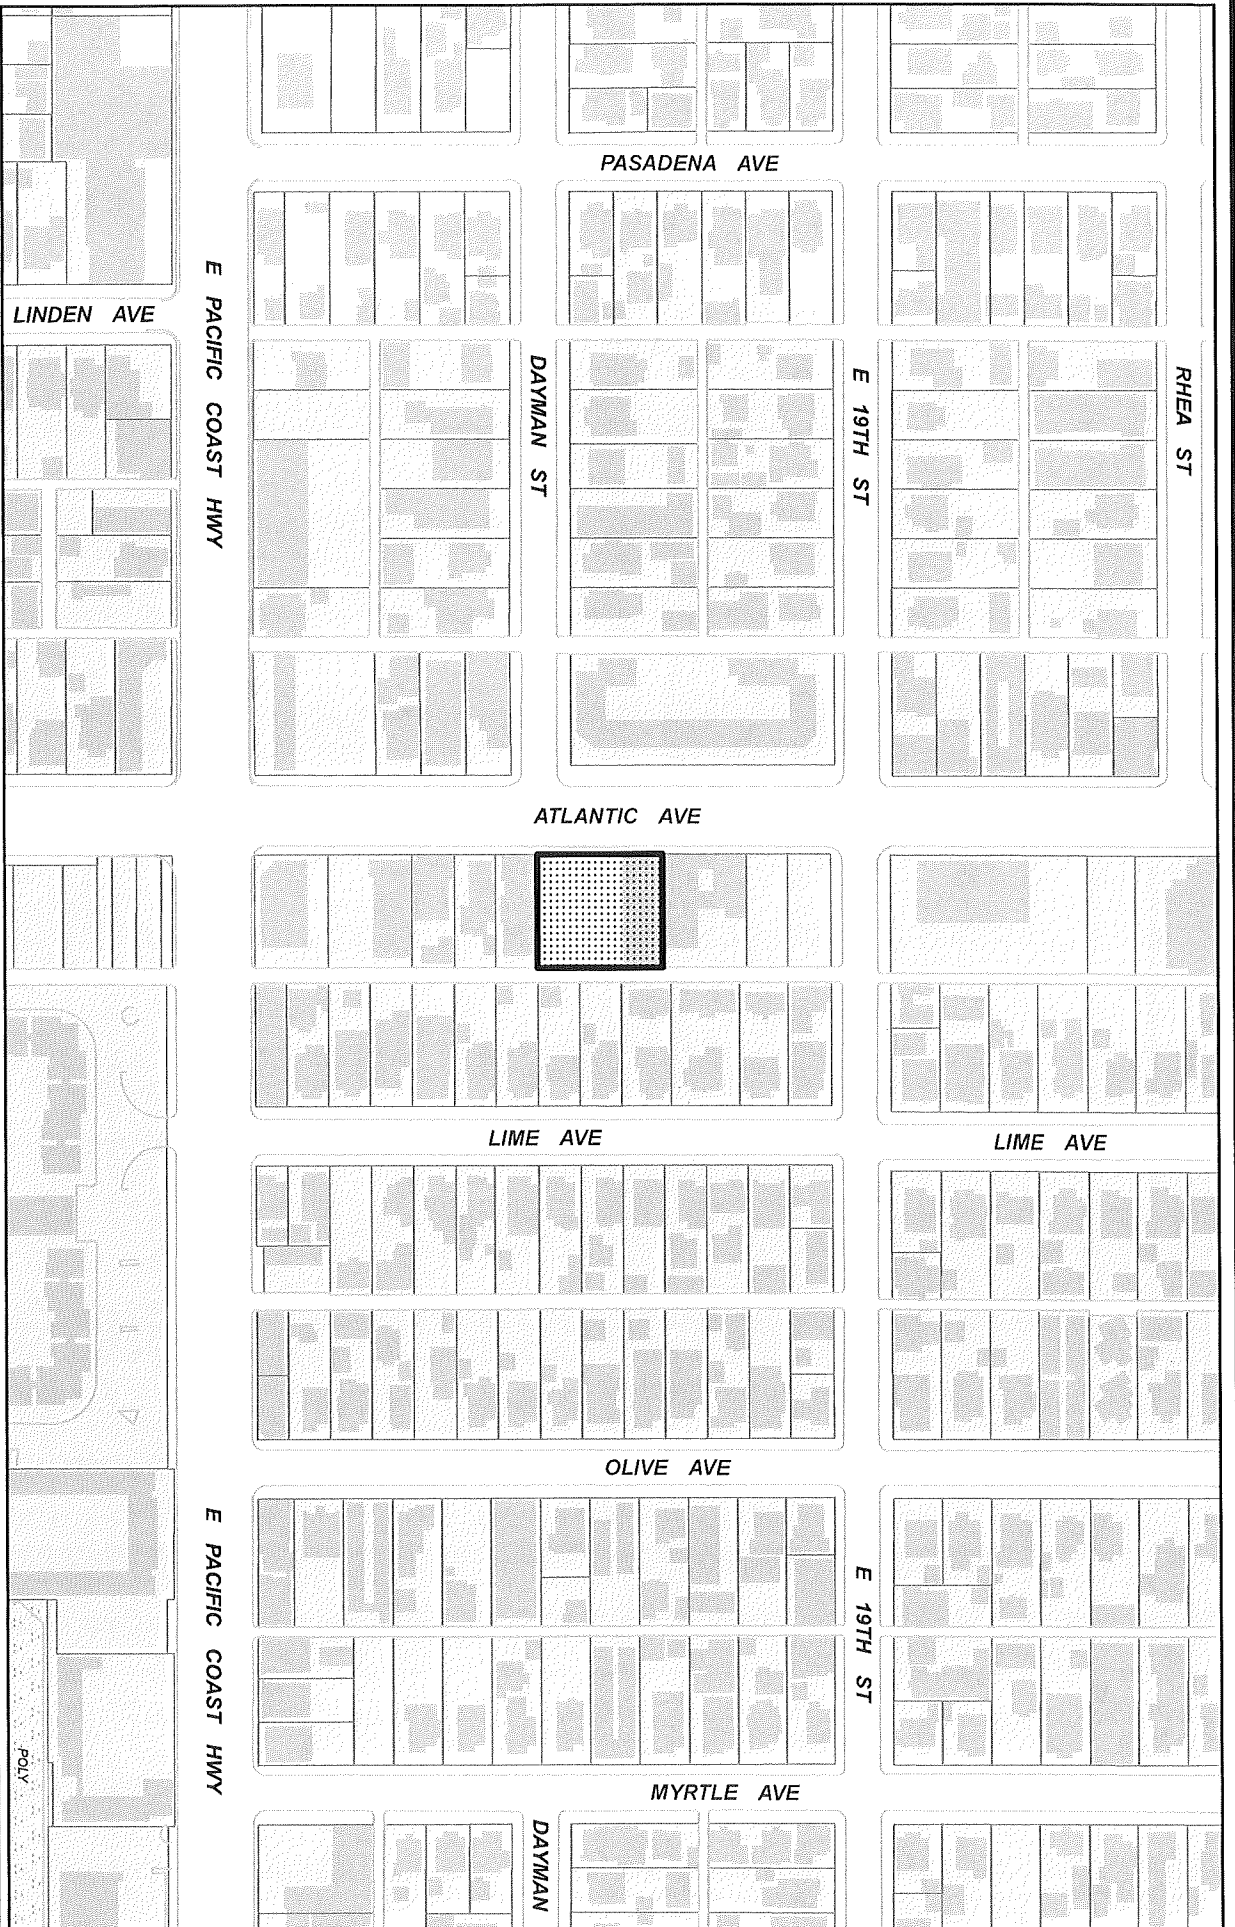 PASADENA AVE
E PACIFIC COAST HWY
LINDEN AVE
DAYMAN ST
E 19TH ST
RHEA ST
ATLANTIC AVE
LIME AVE
LIME AVE
OLIVE AVE
E PACIFIC COAST HWY
E 19TH ST
POLY
MYRTLE AVE
DAYMAN